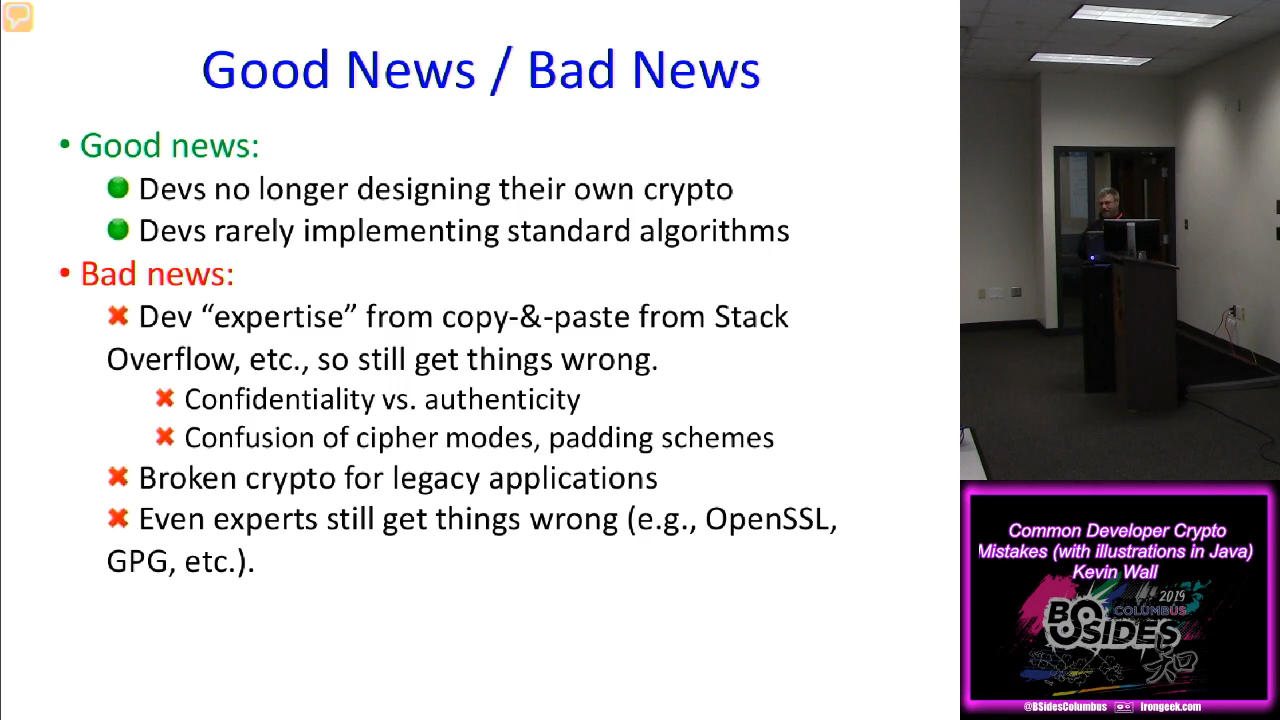 Good News / Bad News
• Good news:
Devs no longer designing their own crypto
Devs rarely implementing standard algorithms
• Bad news:
Dev “expertise” from copy-&-paste from Stack
Overflow, etc., so still get things wrong.
Confidentiality vs. authenticity
Confusion of cipher modes, padding schemes
Broken crypto for legacy applications
Even experts still get things wrong (e.g., OpenSSL,
GPG, etc.).
Common Developer Crypto
Mistakes (with illustrations in Java)
Kevin Wall
2019
COLUMBUS
BSIDES
@BSidesColumbus
Irongeek.com